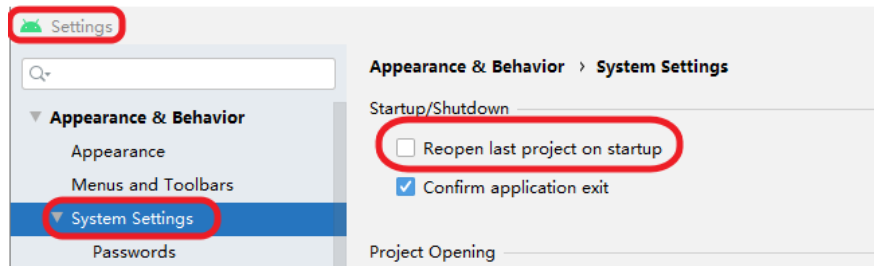 Settings
Appearance & Behavior
Appearance
Menus and Toolbars
System Settings
Passwords
Appearance & Behavior › System Settings
Startup/Shutdown
Reopen last project on startup
Confirm application exit
Project Opening